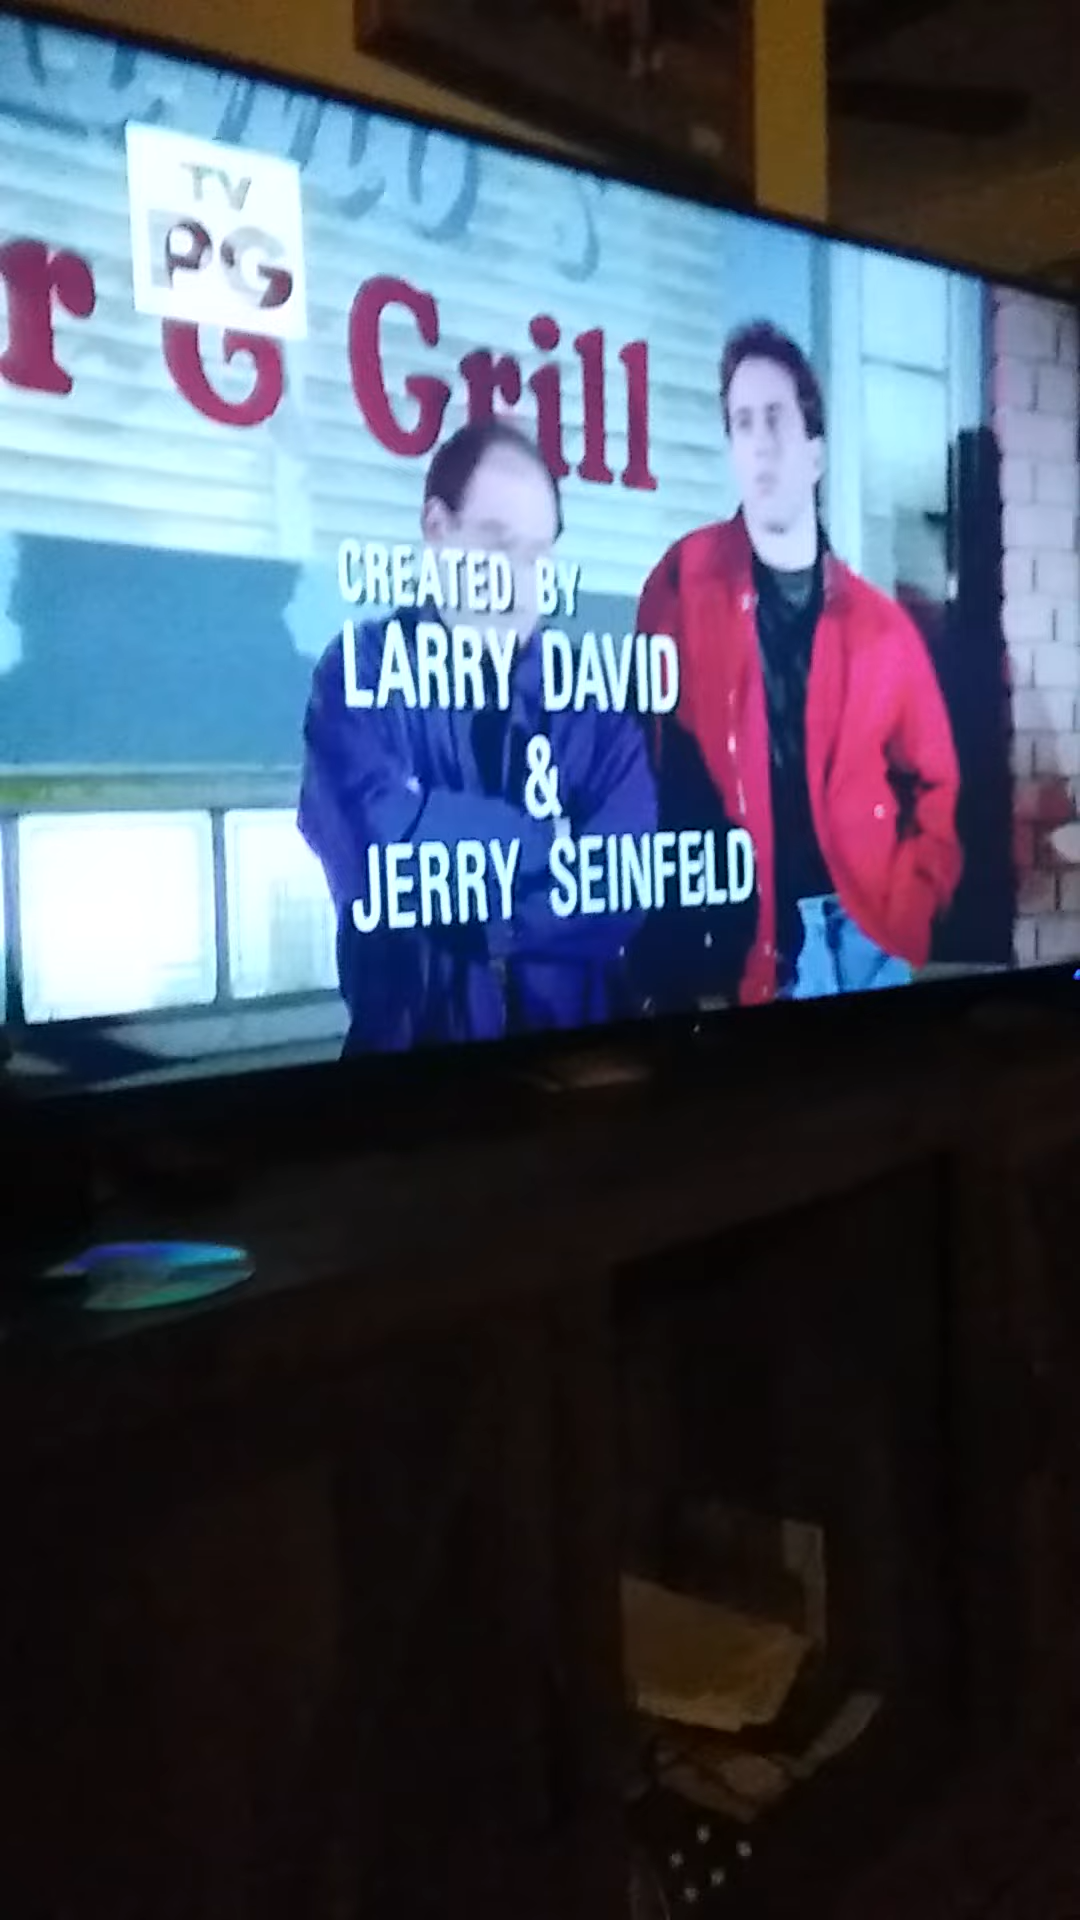 TV
PG
r & Grill
CREATED BY
LARRY DAVID
&
JERRY SEINFELD